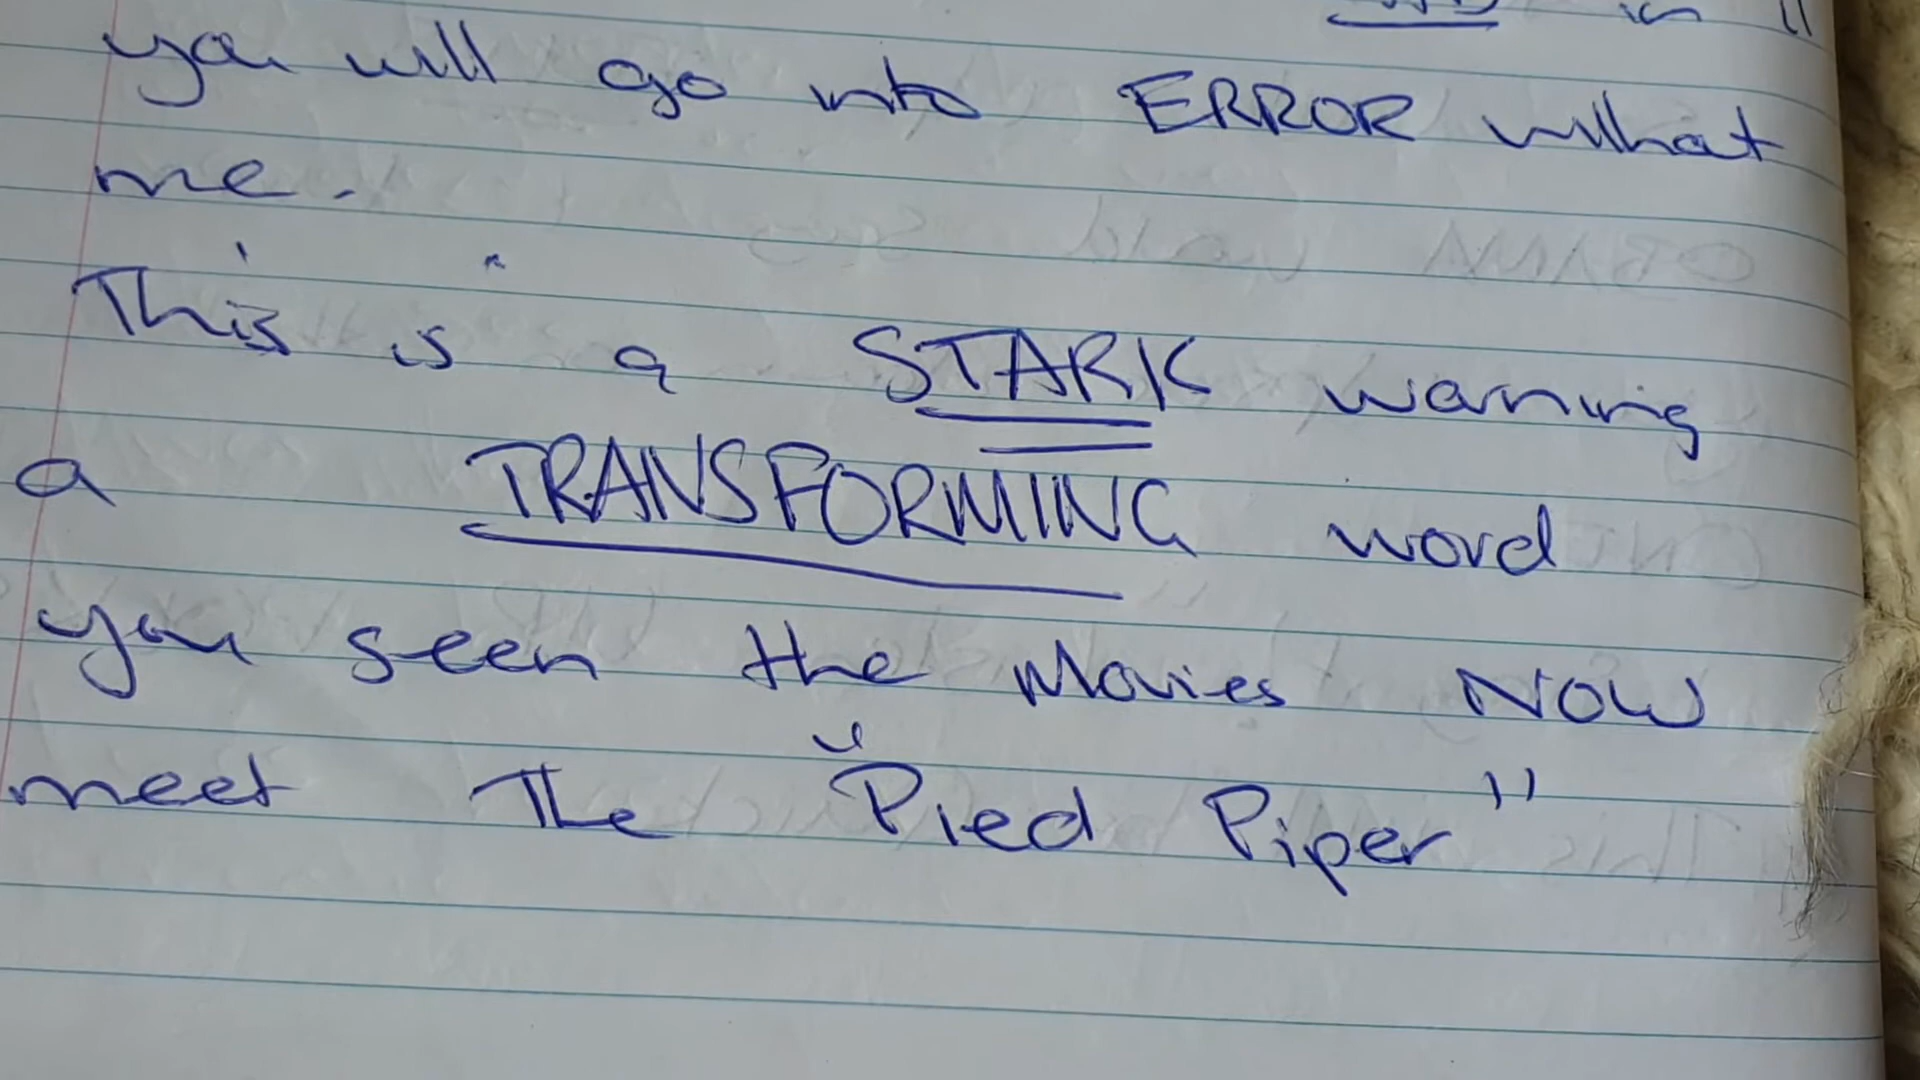 in
you will go into ERROR without
me.
This is a STARK warning
a TRANSFORMING word
you seen the Movies NOW
meet The "Pied Piper"